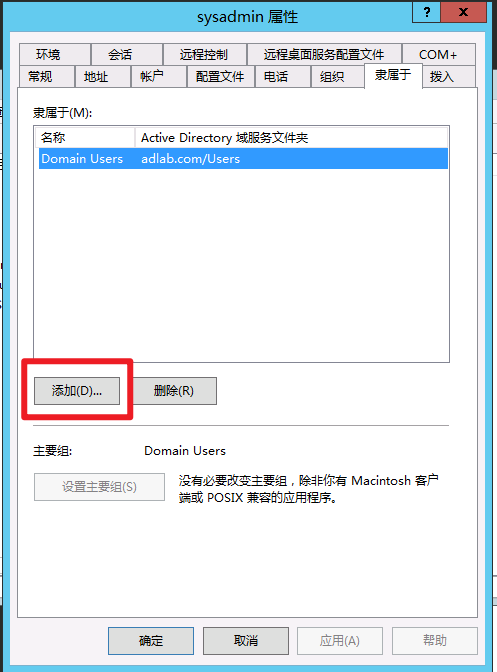 sysadmin 属性
?
x
环境 会话 远程控制 远程桌面服务配置文件 COM+
常规 地址 帐户 配置文件 电话 组织 隶属于 拨入
隶属于(M):
名称 Active Directory 域服务文件夹
Domain Users adlab.com/Users
添加(D)... 删除(R)
主要组: Domain Users
设置主要组(S) 没有必要改变主要组，除非你有 Macintosh 客户
端或 POSIX 兼容的应用程序。
确定 取消 应用(A) 帮助